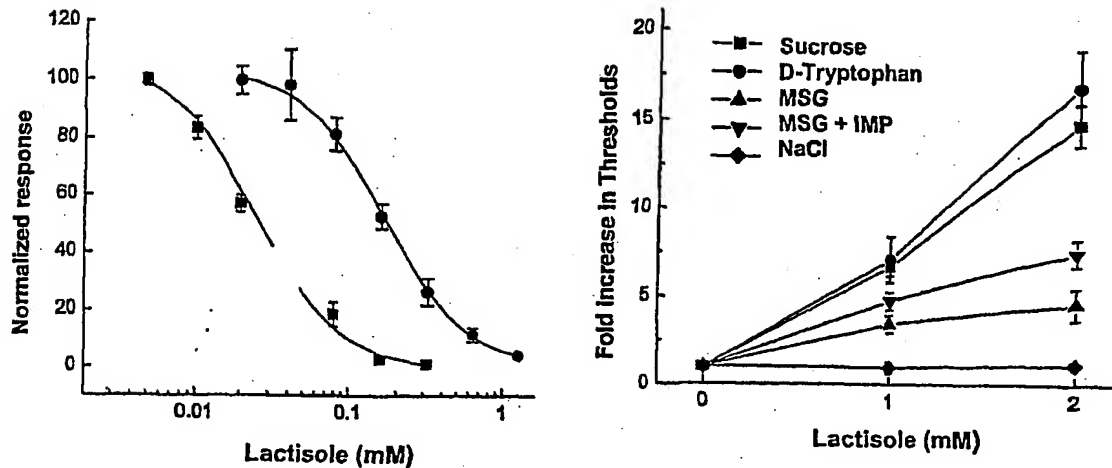 120
100
80
60
40
20
0
Normalized response
0.01
0.1
1
Lactisole (mM)
20
15
10
5
0
Fold Increase in Thresholds
Sucrose
D-Tryptophan
MSG
MSG + IMP
NaCl
0
1
2
Lactisole (mM)